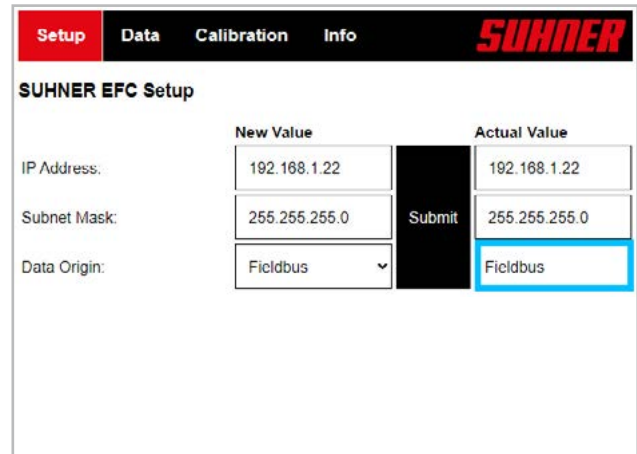 Setup Data Calibration Info SUHNER
SUHNER EFC Setup
New Value Actual Value
IP Address: 192.168.1.22 192.168.1.22
Subnet Mask: 255.255.255.0 Submit 255.255.255.0
Data Origin: Fieldbus Fieldbus